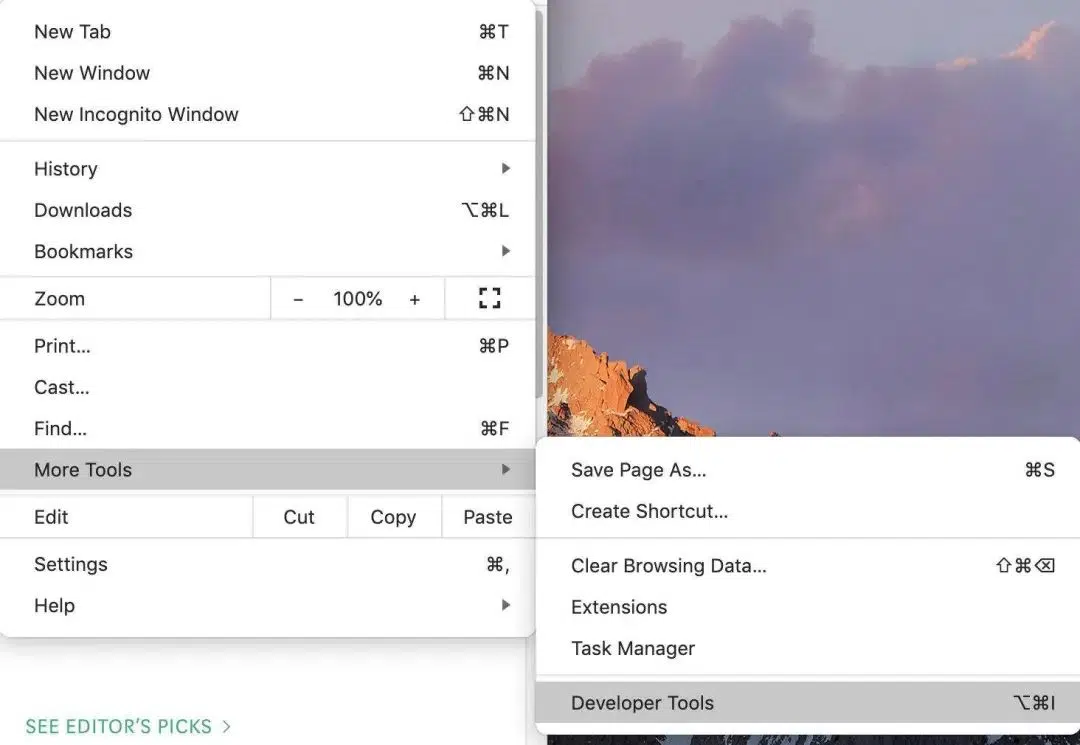 New Tab ⌘T
New Window ⌘N
New Incognito Window ⇧⌘N
History
Downloads ⌥⌘L
Bookmarks
Zoom − 100% +
Print... ⌘P
Cast...
Find... ⌘F
More Tools
Edit Cut Copy Paste
Settings ⌘,
Help
Save Page As... ⌘S
Create Shortcut...
Clear Browsing Data... ⇧⌘⌫
Extensions
Task Manager
Developer Tools ⌥⌘I
SEE EDITOR'S PICKS >